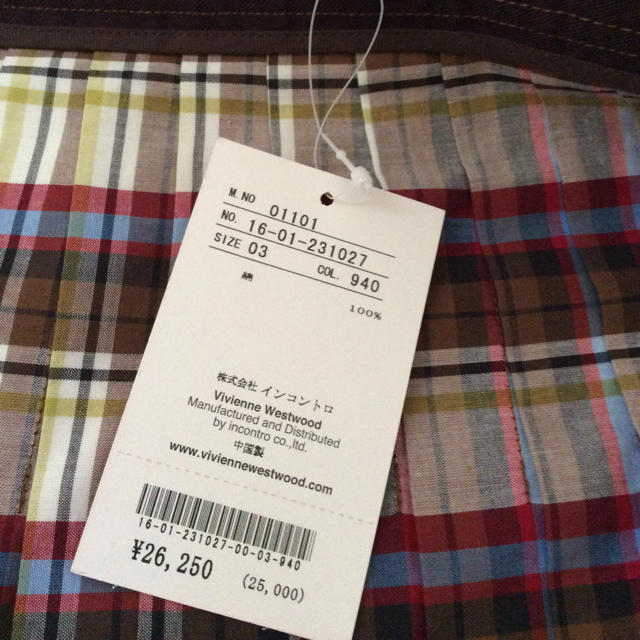 M.NO 01101
NO. 16-01-231027
SIZE 03 COL. 940
綿
100%
株式会社 インコントロ
Vivienne Westwood
Manufactured and Distributed
by incontro co.,ltd.
中国製
www.viviennewestwood.com
16-01-231027-00-03-940
¥26,250 (25,000)